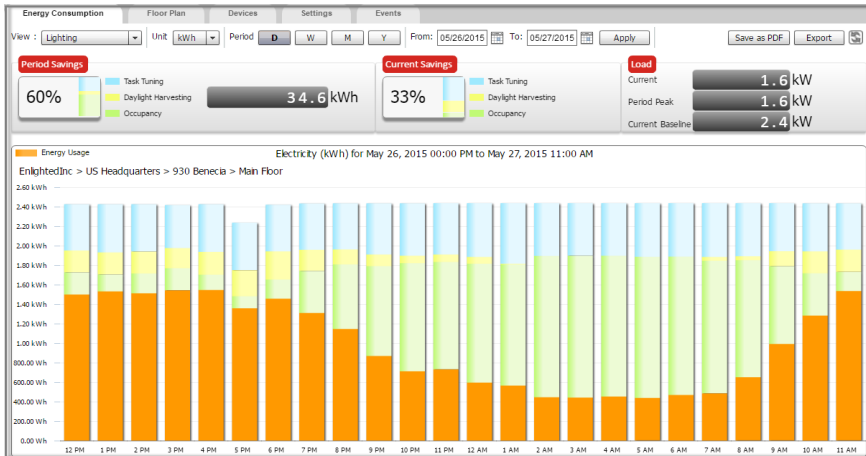 Energy Consumption Floor Plan Devices Settings Events
View : Lighting Unit kWh Period D W M Y From: 05/26/2015 To: 05/27/2015 Apply Save as PDF Export
Period Savings Current Savings Load
60% Task Tuning Daylight Harvesting Occupancy 34.6 kWh
33% Task Tuning Daylight Harvesting Occupancy
Current 1.6 kW
Period Peak 1.6 kW
Current Baseline 2.4 kW
Energy Usage Electricity (kWh) for May 26, 2015 00:00 PM to May 27, 2015 11:00 AM
EnlightedInc > US Headquarters > 930 Benecia > Main Floor
2.60 kWh
2.40 kWh
2.20 kWh
2.00 kWh
1.80 kWh
1.60 kWh
1.40 kWh
1.20 kWh
1.00 kWh
800.00 Wh
600.00 Wh
400.00 Wh
200.00 Wh
0.00 Wh
12 PM 1 PM 2 PM 3 PM 4 PM 5 PM 6 PM 7 PM 8 PM 9 PM 10 PM 11 PM 12 AM 1 AM 2 AM 3 AM 4 AM 5 AM 6 AM 7 AM 8 AM 9 AM 10 AM 11 AM